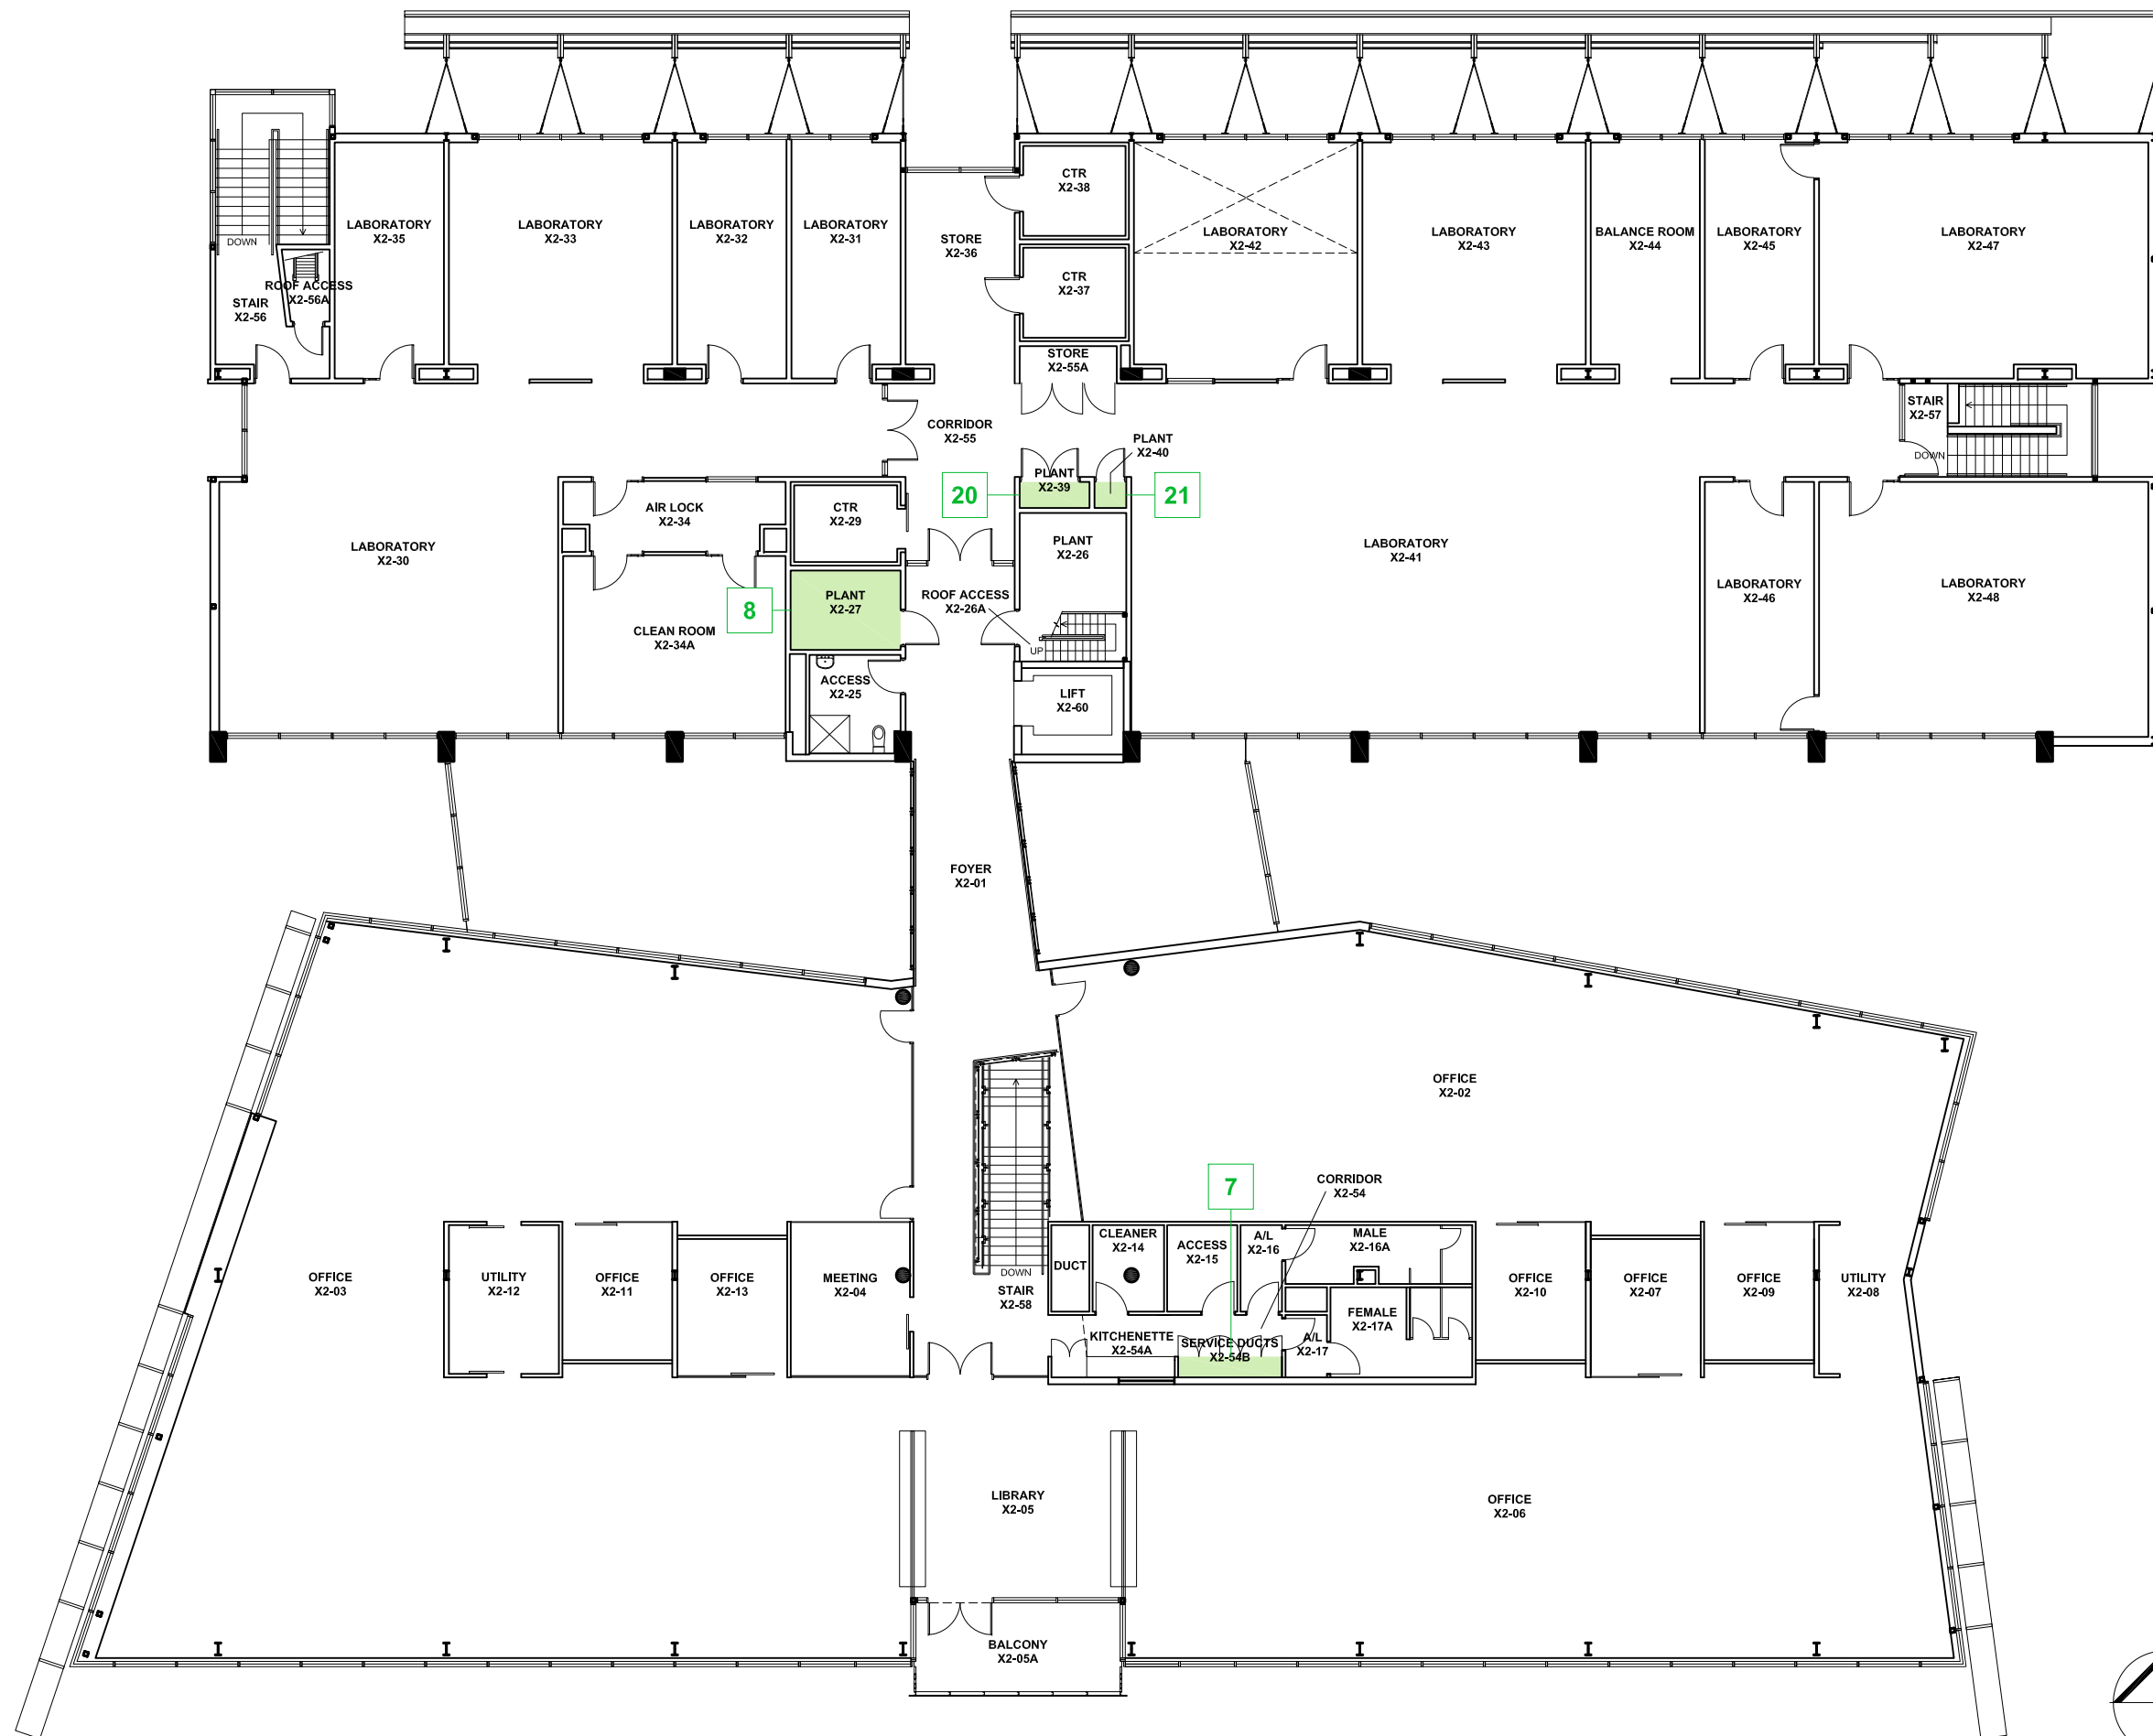 LABORATORY
X2-35
LABORATORY
X2-33
LABORATORY
X2-32
LABORATORY
X2-31
STORE
X2-36
CTR
X2-38
CTR
X2-37
LABORATORY
X2-42
LABORATORY
X2-43
BALANCE ROOM
X2-44
LABORATORY
X2-45
LABORATORY
X2-47
DOWN
ROOF ACCESS
X2-56A
STAIR
X2-56
STORE
X2-55A
CORRIDOR
X2-55
PLANT
X2-40
STAIR
X2-57
DOWN
20
PLANT
X2-39
21
AIR LOCK
X2-34
CTR
X2-29
LABORATORY
X2-30
PLANT
X2-26
LABORATORY
X2-41
LABORATORY
X2-46
LABORATORY
X2-48
8
PLANT
X2-27
ROOF ACCESS
X2-26A
CLEAN ROOM
X2-34A
UP
ACCESS
X2-25
LIFT
X2-60
FOYER
X2-01
OFFICE
X2-02
7
CORRIDOR
X2-54
OFFICE
X2-03
UTILITY
X2-12
OFFICE
X2-11
OFFICE
X2-13
MEETING
X2-04
DOWN
STAIR
X2-58
DUCT
CLEANER
X2-14
ACCESS
X2-15
A/L
X2-16
MALE
X2-16A
OFFICE
X2-10
OFFICE
X2-07
OFFICE
X2-09
UTILITY
X2-08
KITCHENETTE
X2-54A
SERVICE DUCTS
X2-54B
A/L
X2-17
FEMALE
X2-17A
LIBRARY
X2-05
OFFICE
X2-06
BALCONY
X2-05A